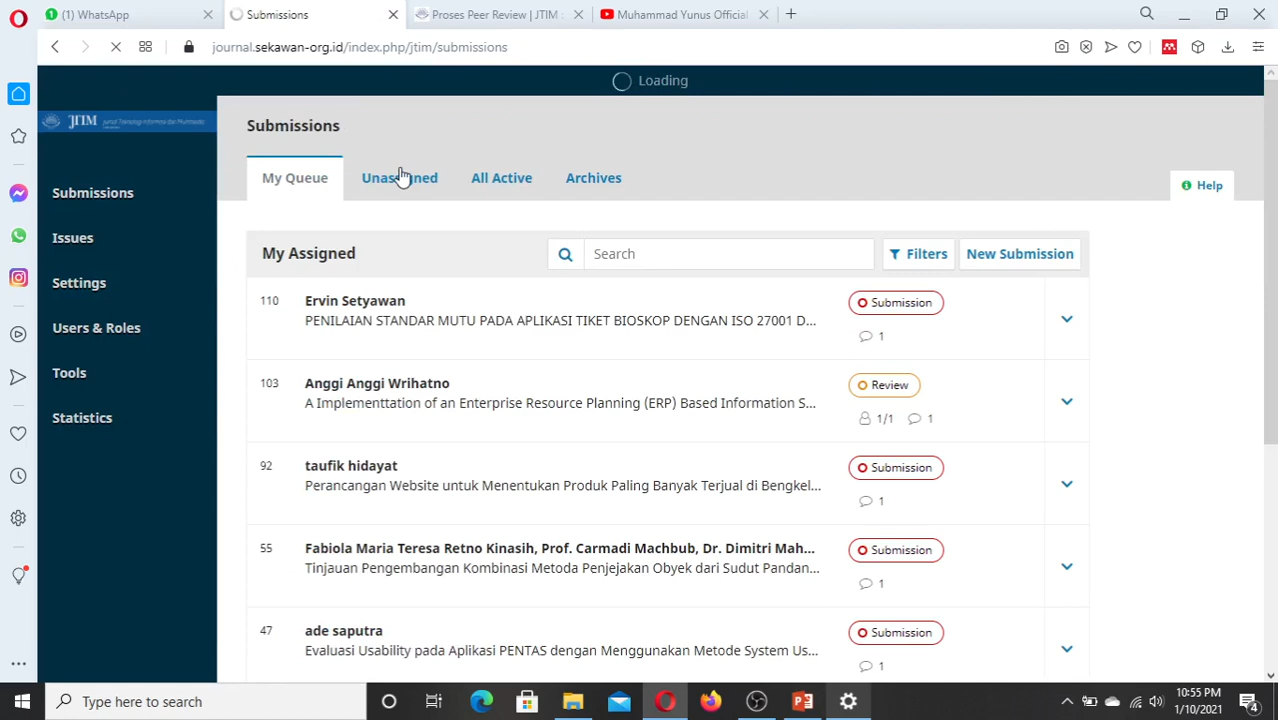 (1) WhatsApp
Submissions
Proses Peer Review | JTIM :
Muhammad Yunus Official
journal.sekawan-org.id/index.php/jtim/submissions
Loading
JTIM Jurnal Teknologi Informasi dan Multimedia
Submissions
My Queue
Unassigned
All Active
Archives
Help
Submissions
Issues
Settings
Users & Roles
Tools
Statistics
My Assigned
Search
Filters
New Submission
110
Ervin Setyawan
PENILAIAN STANDAR MUTU PADA APLIKASI TIKET BIOSKOP DENGAN ISO 27001 D...
Submission
1
103
Anggi Anggi Wrihatno
A Implementtation of an Enterprise Resource Planning (ERP) Based Information S...
Review
1/1 1
92
taufik hidayat
Perancangan Website untuk Menentukan Produk Paling Banyak Terjual di Bengkel...
Submission
1
55
Fabiola Maria Teresa Retno Kinasih, Prof. Carmadi Machbub, Dr. Dimitri Mah...
Tinjauan Pengembangan Kombinasi Metoda Penjejakan Obyek dari Sudut Pandan...
Submission
1
47
ade saputra
Evaluasi Usability pada Aplikasi PENTAS dengan Menggunakan Metode System Us...
Submission
1
Type here to search
10:55 PM
1/10/2021
4